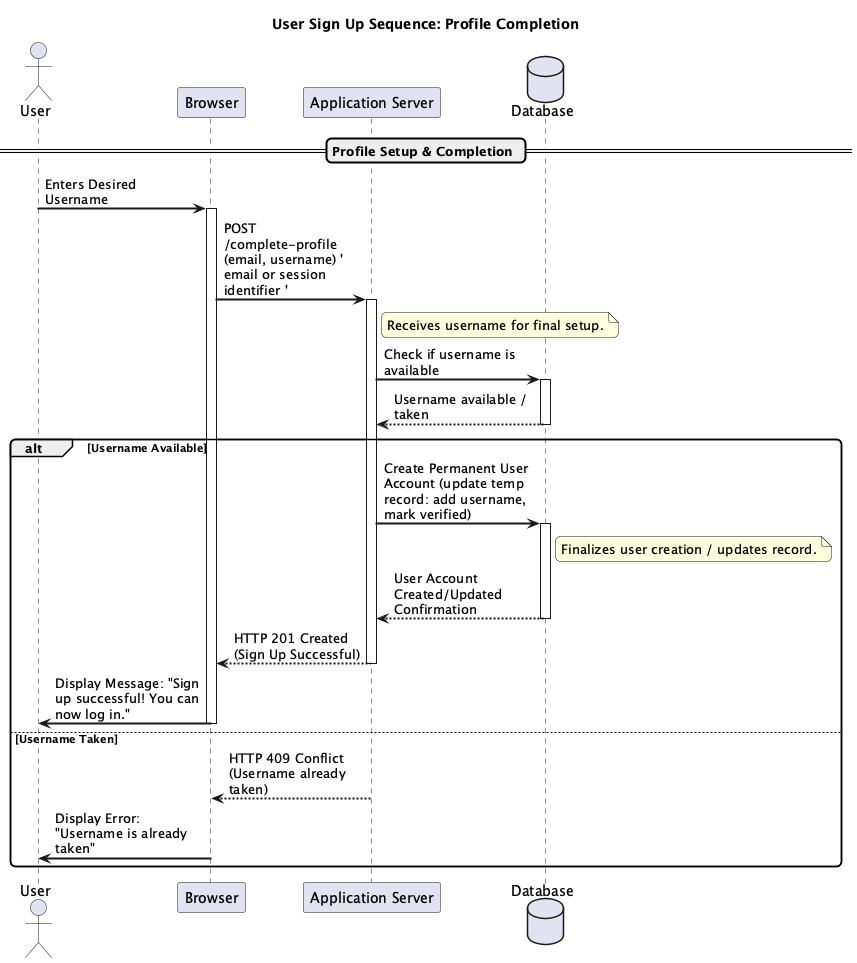 User Sign Up Sequence: Profile Completion
User
Browser
Application Server
Database
Profile Setup & Completion
Enters Desired
Username
POST
/complete-profile
(email, username) '
email or session
identifier '
Receives username for final setup.
Check if username is
available
Username available /
taken
alt
[Username Available]
Create Permanent User
Account (update temp
record: add username,
mark verified)
Finalizes user creation / updates record.
User Account
Created/Updated
Confirmation
HTTP 201 Created
(Sign Up Successful)
Display Message: "Sign
up successful! You can
now log in."
[Username Taken]
HTTP 409 Conflict
(Username already
taken)
Display Error:
"Username is already
taken"
User
Browser
Application Server
Database